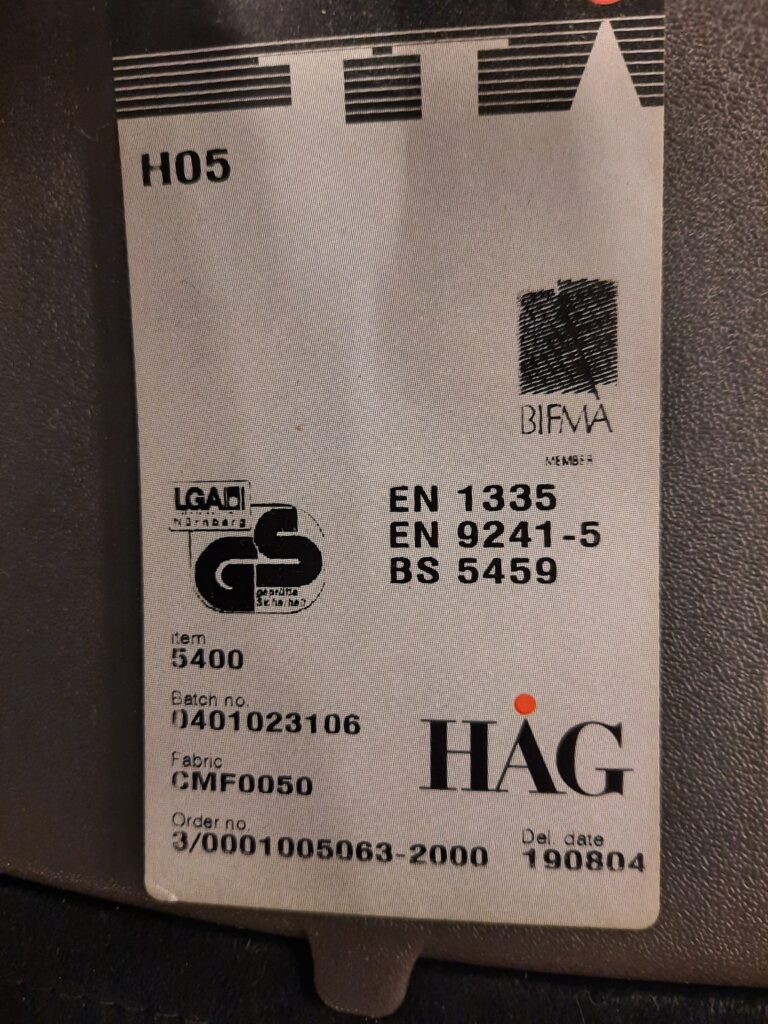 H05
BIFMA
MEMBER
LGA
Nürnberg
GS
geprüfte
Sicherheit
EN 1335
EN 9241-5
BS 5459
item
5400
Batch no.
0401023106
Fabric
CMF0050
HÅG
Order no.
3/0001005063-2000
Del. date
190804